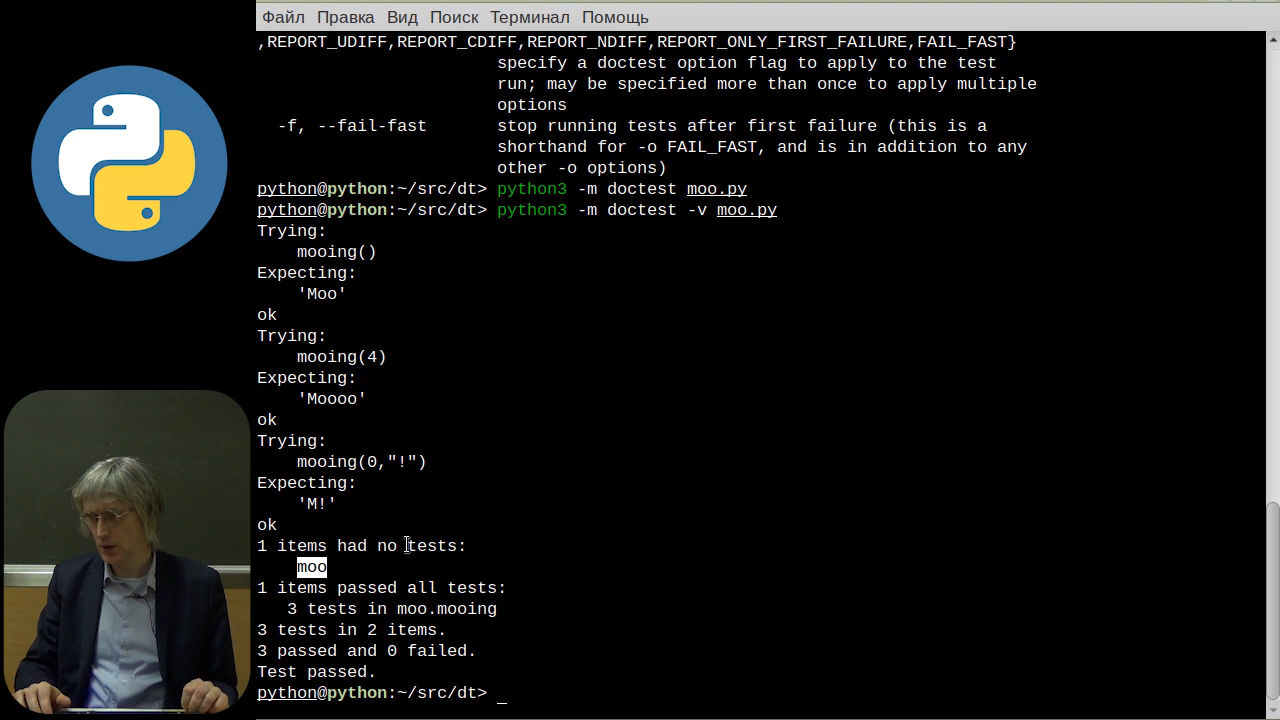 Файл Правка Вид Поиск Терминал Помощь
,REPORT_UDIFF,REPORT_CDIFF,REPORT_NDIFF,REPORT_ONLY_FIRST_FAILURE,FAIL_FAST}
specify a doctest option flag to apply to the test
run; may be specified more than once to apply multiple
options
-f, --fail-fast stop running tests after first failure (this is a
shorthand for -o FAIL_FAST, and is in addition to any
other -o options)
python@python:~/src/dt> python3 -m doctest moo.py
python@python:~/src/dt> python3 -m doctest -v moo.py
Trying:
mooing()
Expecting:
'Moo'
ok
Trying:
mooing(4)
Expecting:
'Moooo'
ok
Trying:
mooing(0,"!")
Expecting:
'M!'
ok
1 items had no tests:
moo
1 items passed all tests:
3 tests in moo.mooing
3 tests in 2 items.
3 passed and 0 failed.
Test passed.
python@python:~/src/dt> _